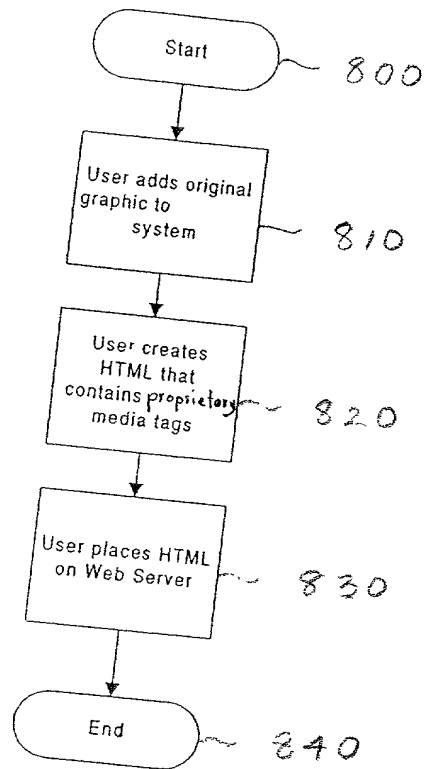 Start
800
User adds original
graphic to
system
810
User creates
HTML that
contains proprietary
media tags
820
User places HTML
on Web Server
830
End
840